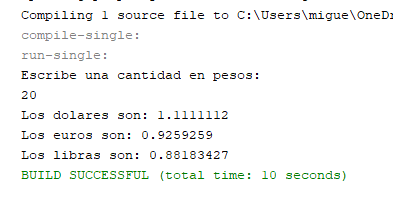 Compiling 1 source file to C:\Users\migue\OneDr
compile-single:
run-single:
Escribe una cantidad en pesos:
20
Los dolares son: 1.1111112
Los euros son: 0.9259259
Los libras son: 0.88183427
BUILD SUCCESSFUL (total time: 10 seconds)